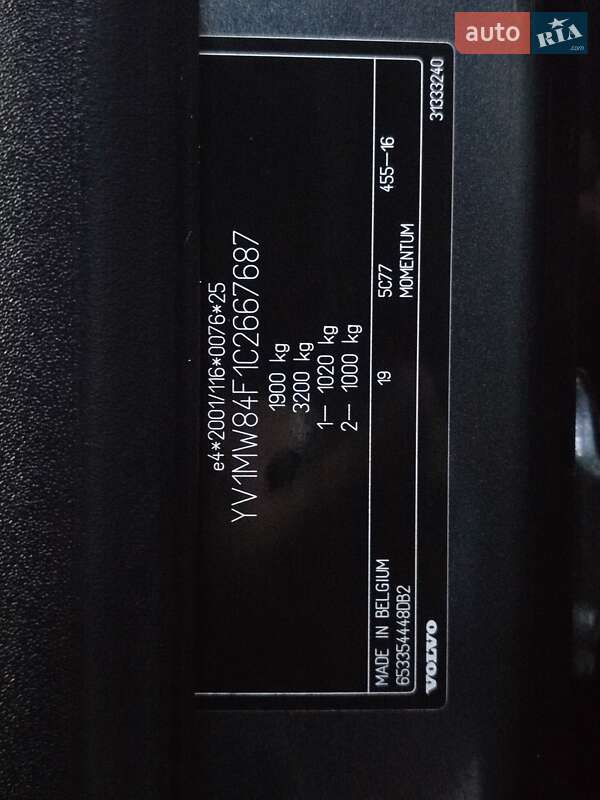 auto RIA .com
e4*2001/116*0076*25
YV1MW84F1C2667687
1900 kg
3200 kg
1— 1020 kg
2— 1000 kg
MADE IN BELGIUM 19 5C77 455—16
653354448DB2 MOMENTUM
VOLVO 31333240